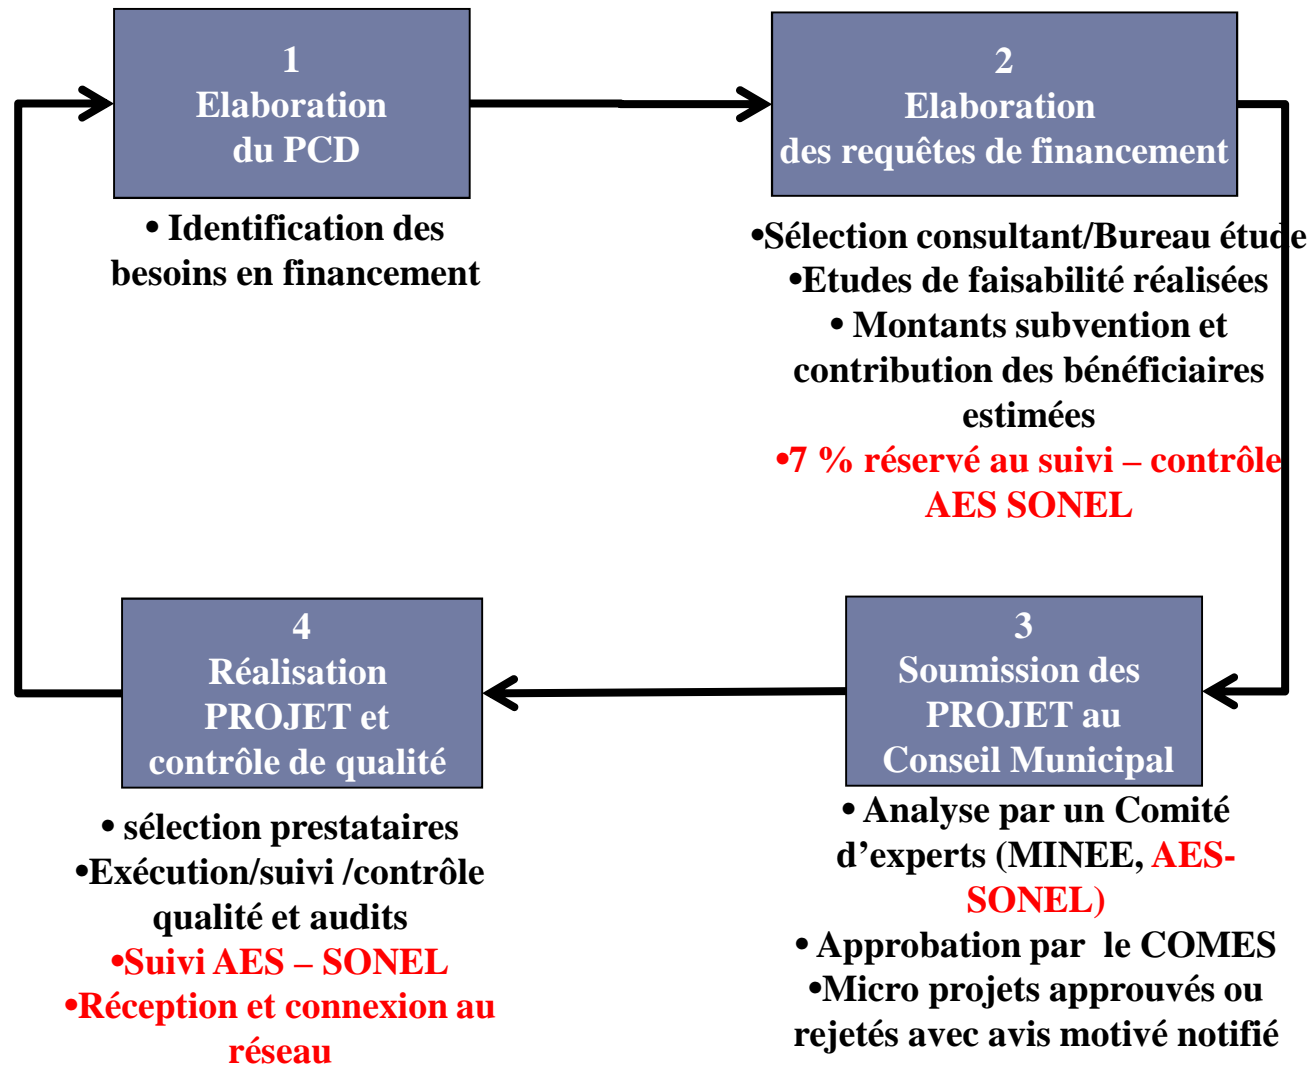 1
Elaboration
du PCD
• Identification des
besoins en financement
2
Elaboration
des requêtes de financement
•Sélection consultant/Bureau étude
•Etudes de faisabilité réalisées
• Montants subvention et
contribution des bénéficiaires
estimées
•7 % réservé au suivi – contrôle
AES SONEL
3
Soumission des
PROJET au
Conseil Municipal
• Analyse par un Comité
d’experts (MINEE, AES-
SONEL)
• Approbation par le COMES
•Micro projets approuvés ou
rejetés avec avis motivé notifié
4
Réalisation
PROJET et
contrôle de qualité
• sélection prestataires
•Exécution/suivi /contrôle
qualité et audits
•Suivi AES – SONEL
•Réception et connexion au
réseau